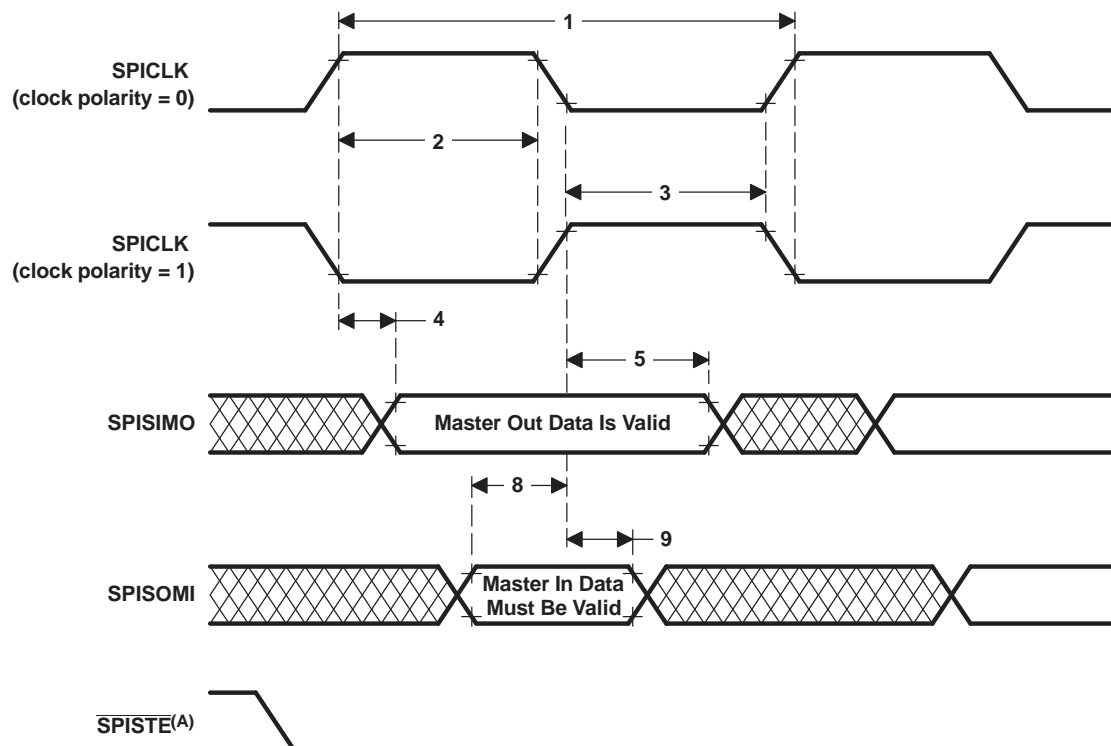 1
SPICLK
(clock polarity = 0)
2
3
SPICLK
(clock polarity = 1)
4
5
SPISIMO
Master Out Data Is Valid
8
9
SPISOMI
Master In Data
Must Be Valid
SPISTE(A)